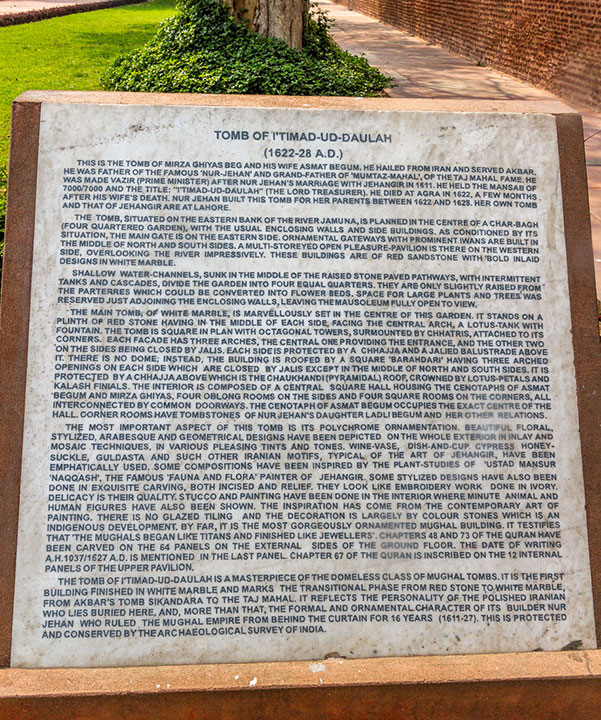 TOMB OF I'TIMAD-UD-DAULAH
(1622-28 A.D.)
THIS IS THE TOMB OF MIRZA GHIYAS BEG AND HIS WIFE ASMAT BEGUM. HE HAILED FROM IRAN AND SERVED AKBAR.
HE WAS FATHER OF THE FAMOUS 'NUR-JEHAN' AND GRAND-FATHER OF 'MUMTAZ-MAHAL', OF THE TAJ MAHAL FAME. HE
WAS MADE VAZIR (PRIME MINISTER) AFTER NUR JEHAN'S MARRIAGE WITH JEHANGIR IN 1611. HE HELD THE MANSAB OF
7000/7000 AND THE TITLE: "I'TIMAD-UD-DAULAH" (THE LORD TREASURER). HE DIED AT AGRA IN 1622, A FEW MONTHS,
AFTER HIS WIFE'S DEATH. NUR JEHAN BUILT THIS TOMB FOR HER PARENTS BETWEEN 1622 AND 1628. HER OWN TOMB
AND THAT OF JEHANGIR ARE AT LAHORE.
THE TOMB, SITUATED ON THE EASTERN BANK OF THE RIVER JAMUNA, IS PLANNED IN THE CENTRE OF A CHAR-BAGH
(FOUR QUARTERED GARDEN), WITH THE USUAL ENCLOSING WALLS AND SIDE BUILDINGS. AS CONDITIONED BY ITS
SITUATION, THE MAIN GATE IS ON THE EASTERN SIDE. ORNAMENTAL GATEWAYS WITH PROMINENT IWANS ARE BUILT IN
THE MIDDLE OF NORTH AND SOUTH SIDES. A MULTI-STOREYED OPEN PLEASURE-PAVILION IS THERE ON THE WESTERN
SIDE, OVERLOOKING THE RIVER IMPRESSIVELY. THESE BUILDINGS ARE OF RED SANDSTONE WITH BOLD INLAID
DESIGNS IN WHITE MARBLE.
SHALLOW WATER-CHANNELS, SUNK IN THE MIDDLE OF THE RAISED STONE PAVED PATHWAYS, WITH INTERMITTENT
TANKS AND CASCADES, DIVIDE THE GARDEN INTO FOUR EQUAL QUARTERS. THEY ARE ONLY SLIGHTLY RAISED FROM
THE PARTERRES WHICH COULD BE CONVERTED INTO FLOWER BEDS, SPACE FOR LARGE PLANTS AND TREES WAS
RESERVED JUST ADJOINING THE ENCLOSING WALLS, LEAVING THE MAUSOLEUM FULLY OPEN TO VIEW.
THE MAIN TOMB, OF WHITE MARBLE, IS MARVELLOUSLY SET IN THE CENTRE OF THIS GARDEN. IT STANDS ON A
PLINTH OF RED STONE HAVING IN THE MIDDLE OF EACH SIDE, FACING THE CENTRAL ARCH, A LOTUS-TANK WITH
FOUNTAIN. THE TOMB IS SQUARE IN PLAN WITH OCTAGONAL TOWERS, SURMOUNTED BY CHHATRIS, ATTACHED TO ITS
CORNERS. EACH FACADE HAS THREE ARCHES, THE CENTRAL ONE PROVIDING THE ENTRANCE, AND THE OTHER TWO
ON THE SIDES BEING CLOSED BY JALIS. EACH SIDE IS PROTECTED BY A CHHAJJA AND A JALIED BALUSTRADE ABOVE
IT. THERE IS NO DOME; INSTEAD, THE BUILDING IS ROOFED BY A SQUARE 'BARAHDARI' HAVING THREE ARCHED
OPENINGS ON EACH SIDE WHICH ARE CLOSED BY JALIS EXCEPT IN THE MIDDLE OF NORTH AND SOUTH SIDES. IT IS
PROTECTED BY A CHHAJJA ABOVE WHICH IS THE CHAUKHANDI (PYRAMIDAL) ROOF, CROWNED BY LOTUS-PETALS AND
KALASH FINIALS. THE INTERIOR IS COMPOSED OF A CENTRAL SQUARE HALL HOUSING THE CENOTAPHS OF ASMAT
BEGUM AND MIRZA GHIYAS, FOUR OBLONG ROOMS ON THE SIDES AND FOUR SQUARE ROOMS ON THE CORNERS, ALL
INTERCONNECTED BY COMMON DOORWAYS. THE CENOTAPH OF ASMAT BEGUM OCCUPIES THE EXACT CENTRE OF THE
HALL. CORNER ROOMS HAVE TOMBSTONES OF NUR JEHAN'S DAUGHTER LADLI BEGUM AND HER OTHER RELATIONS.
THE MOST IMPORTANT ASPECT OF THIS TOMB IS ITS POLYCHROME ORNAMENTATION. BEAUTIFUL FLORAL,
STYLIZED, ARABESQUE AND GEOMETRICAL DESIGNS HAVE BEEN DEPICTED ON THE WHOLE EXTERIOR IN INLAY AND
MOSAIC TECHNIQUES, IN VARIOUS PLEASING TINTS AND TONES. WINE-VASE, DISH-AND-CUP, CYPRESS, HONEY-
SUCKLE, GULDASTA AND SUCH OTHER IRANIAN MOTIFS, TYPICAL OF THE ART OF JEHANGIR, HAVE BEEN
EMPHATICALLY USED. SOME COMPOSITIONS HAVE BEEN INSPIRED BY THE PLANT-STUDIES OF 'USTAD MANSUR
'NAQQASH', THE FAMOUS 'FAUNA AND FLORA' PAINTER OF JEHANGIR. SOME STYLIZED DESIGNS HAVE ALSO BEEN
DONE IN EXQUISITE CARVING, BOTH INCISED AND RELIEF. THEY LOOK LIKE EMBROIDERY WORK DONE IN IVORY.
DELICACY IS THEIR QUALITY. STUCCO AND PAINTING HAVE BEEN DONE IN THE INTERIOR WHERE MINUTE ANIMAL AND
HUMAN FIGURES HAVE ALSO BEEN SHOWN. THE INSPIRATION HAS COME FROM THE CONTEMPORARY ART OF
PAINTING. THERE IS NO GLAZED TILING AND THE DECORATION IS LARGELY BY COLOUR STONES WHICH IS AN
INDIGENOUS DEVELOPMENT. BY FAR, IT IS THE MOST GORGEOUSLY ORNAMENTED MUGHAL BUILDING. IT TESTIFIES
THAT 'THE MUGHALS BEGAN LIKE TITANS AND FINISHED LIKE JEWELLERS'. CHAPTERS 48 AND 73 OF THE QURAN HAVE
BEEN CARVED ON THE 64 PANELS ON THE EXTERNAL SIDES OF THE GROUND FLOOR. THE DATE OF WRITING
A.H.1037/1627 A.D. IS MENTIONED IN THE LAST PANEL. CHAPTER 67 OF THE QURAN IS INSCRIBED ON THE 12 INTERNAL
PANELS OF THE UPPER PAVILION.
THE TOMB OF I'TIMAD-UD-DAULAH IS A MASTERPIECE OF THE DOMELESS CLASS OF MUGHAL TOMBS. IT IS THE FIRST
BUILDING FINISHED IN WHITE MARBLE AND MARKS THE TRANSITIONAL PHASE FROM RED STONE TO WHITE MARBLE,
FROM AKBAR'S TOMB SIKANDARA TO THE TAJ MAHAL. IT REFLECTS THE PERSONALITY OF THE POLISHED IRANIAN
WHO LIES BURIED HERE, AND, MORE THAN THAT, THE FORMAL AND ORNAMENTAL CHARACTER OF ITS BUILDER NUR
JEHAN WHO RULED THE MUGHAL EMPIRE FROM BEHIND THE CURTAIN FOR 16 YEARS (1611-27). THIS IS PROTECTED
AND CONSERVED BY THE ARCHAEOLOGICAL SURVEY OF INDIA.